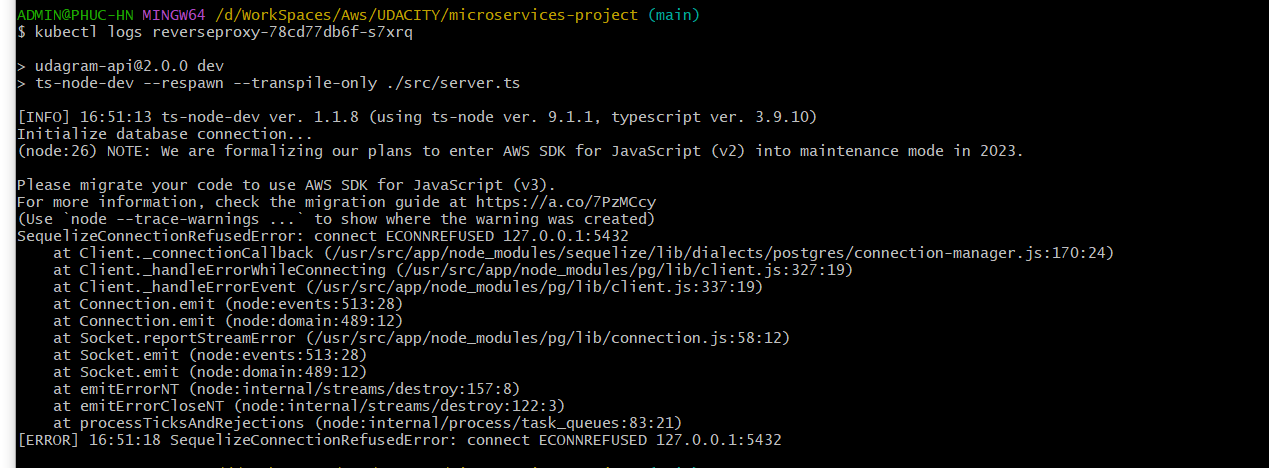 ADMIN@PHUC-HN MINGW64 /d/WorkSpaces/Aws/UDACITY/microservices-project (main)
$ kubectl logs reverseproxy-78cd77db6f-s7xrq
> udagram-api@2.0.0 dev
> ts-node-dev --respawn --transpile-only ./src/server.ts
[INFO] 16:51:13 ts-node-dev ver. 1.1.8 (using ts-node ver. 9.1.1, typescript ver. 3.9.10)
Initialize database connection...
(node:26) NOTE: We are formalizing our plans to enter AWS SDK for JavaScript (v2) into maintenance mode in 2023.
Please migrate your code to use AWS SDK for JavaScript (v3).
For more information, check the migration guide at https://a.co/7PzMCcy
(Use `node --trace-warnings ...` to show where the warning was created)
SequelizeConnectionRefusedError: connect ECONNREFUSED 127.0.0.1:5432
    at Client._connectionCallback (/usr/src/app/node_modules/sequelize/lib/dialects/postgres/connection-manager.js:170:24)
    at Client._handleErrorWhileConnecting (/usr/src/app/node_modules/pg/lib/client.js:327:19)
    at Client._handleErrorEvent (/usr/src/app/node_modules/pg/lib/client.js:337:19)
    at Connection.emit (node:events:513:28)
    at Connection.emit (node:domain:489:12)
    at Socket.reportStreamError (/usr/src/app/node_modules/pg/lib/connection.js:58:12)
    at Socket.emit (node:events:513:28)
    at Socket.emit (node:domain:489:12)
    at emitErrorNT (node:internal/streams/destroy:157:8)
    at emitErrorCloseNT (node:internal/streams/destroy:122:3)
    at processTicksAndRejections (node:internal/process/task_queues:83:21)
[ERROR] 16:51:18 SequelizeConnectionRefusedError: connect ECONNREFUSED 127.0.0.1:5432